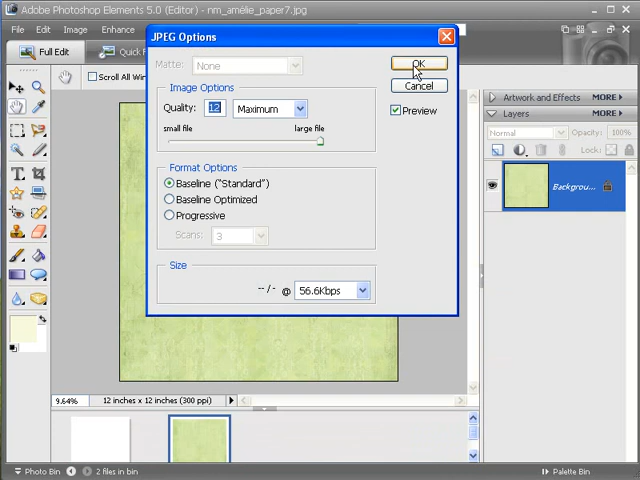 Adobe Photoshop Elements 5.0 (Editor) - nm_amelie_paper7.jpg
File Edit Image Enhance
Full Edit
Scroll All Win
JPEG Options
Matte: None
Image Options
Quality: 12 Maximum
small file large file
Format Options
Baseline ("Standard")
Baseline Optimized
Progressive
Scans: 3
Size
-- / - @ 56.6Kbps
OK
Cancel
Preview
Artwork and Effects MORE
Layers MORE
Normal Opacity: 100%
Lock:
Backgrou...
9.64% 12 inches x 12 inches (300 ppi)
Photo Bin 2 files in bin
Palette Bin